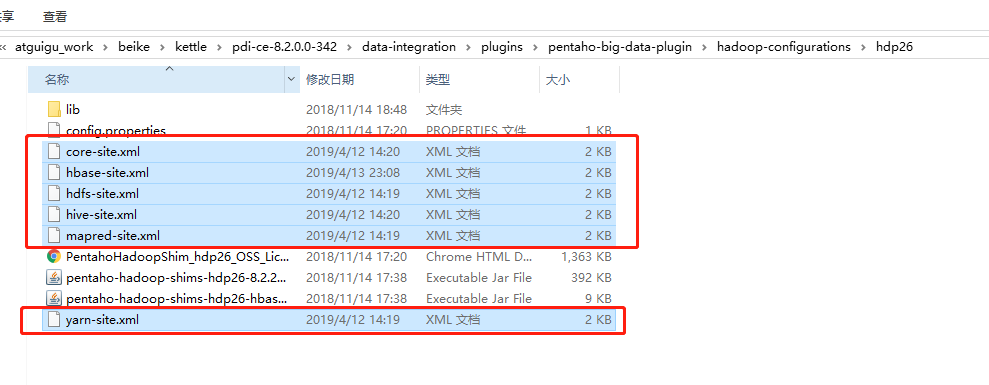 共享 查看
« atguigu_work > beike > kettle > pdi-ce-8.2.0.0-342 > data-integration > plugins > pentaho-big-data-plugin > hadoop-configurations > hdp26
名称 修改日期 类型 大小
lib 2018/11/14 18:48 文件夹
config.properties 2018/11/14 17:20 PROPERTIES 文件 1 KB
core-site.xml 2019/4/12 14:20 XML 文档 2 KB
hbase-site.xml 2019/4/13 23:08 XML 文档 2 KB
hdfs-site.xml 2019/4/12 14:19 XML 文档 2 KB
hive-site.xml 2019/4/12 14:20 XML 文档 2 KB
mapred-site.xml 2019/4/12 14:19 XML 文档 2 KB
PentahoHadoopShim_hdp26_OSS_Lic... 2018/11/14 17:20 Chrome HTML D... 1,363 KB
pentaho-hadoop-shims-hdp26-8.2.2... 2018/11/14 17:38 Executable Jar File 392 KB
pentaho-hadoop-shims-hdp26-hbas... 2018/11/14 17:38 Executable Jar File 9 KB
yarn-site.xml 2019/4/12 14:19 XML 文档 2 KB